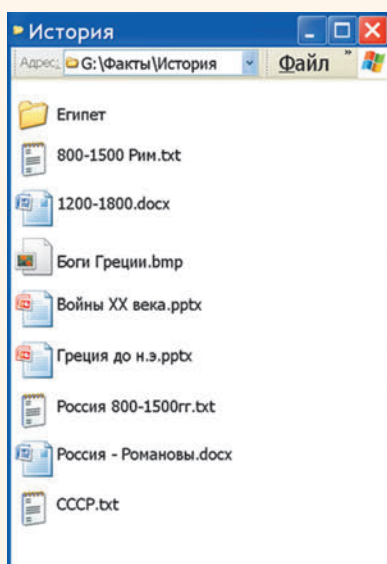 История
Адрес: G:\Факты\История Файл »
Египет
800-1500 Рим.txt
1200-1800.docx
Боги Греции.bmp
Войны XX века.pptx
Греция до н.э.pptx
Россия 800-1500гг.txt
Россия - Романовы.docx
СССР.txt